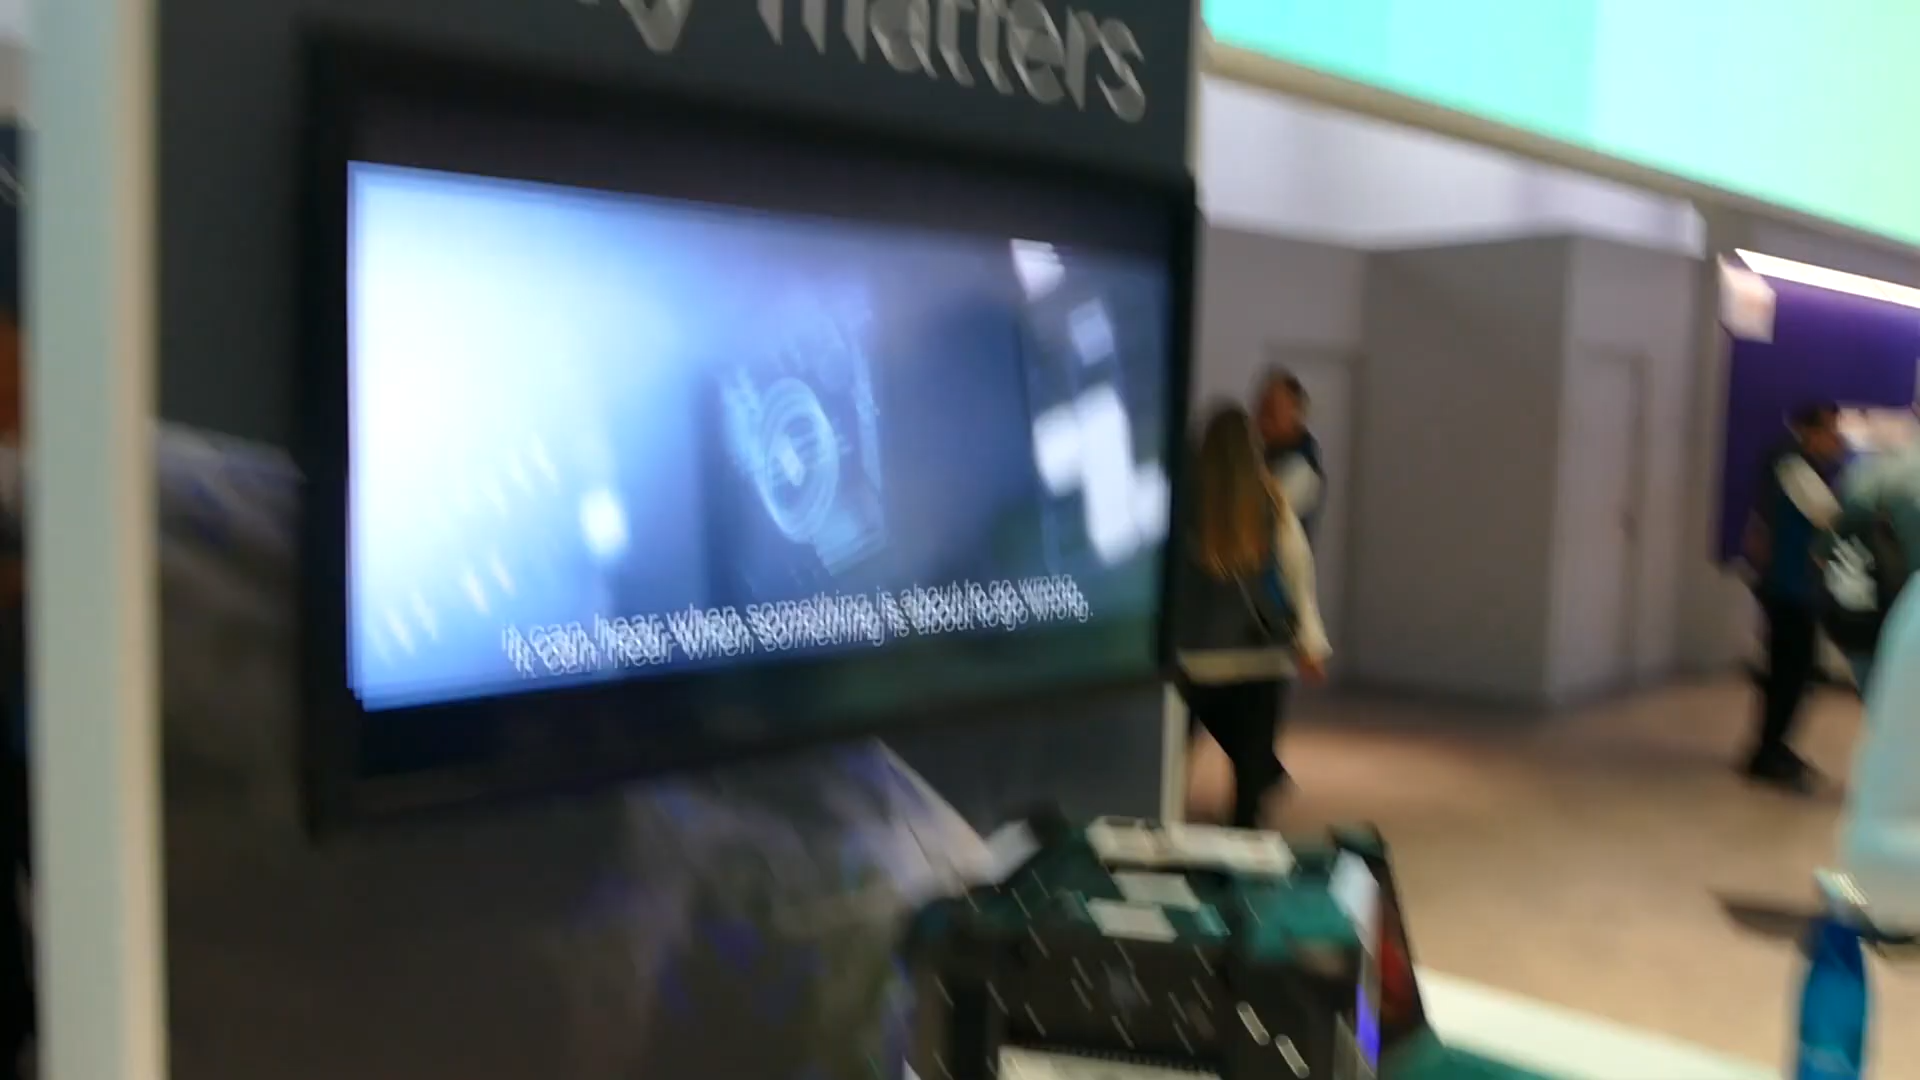 matters
it can hear when something is about to go wrong.